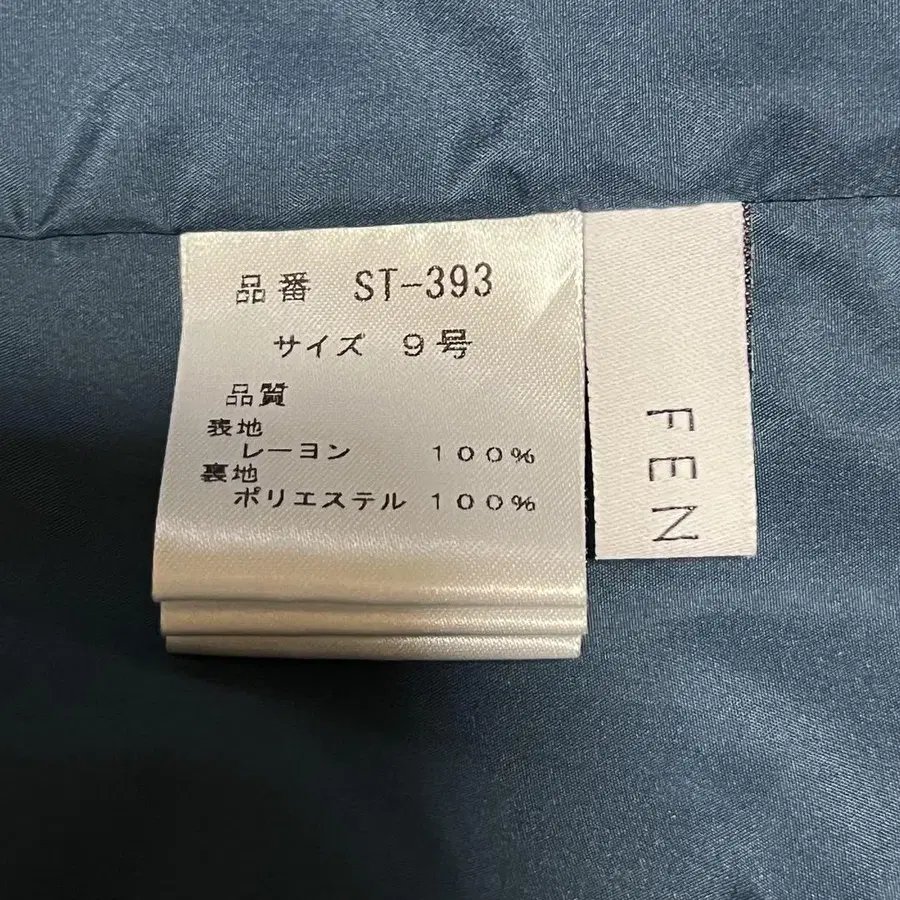 品番 ST-393
サイズ 9号
品質
表地
レーヨン 100%
裏地
ポリエステル 100%
FEN